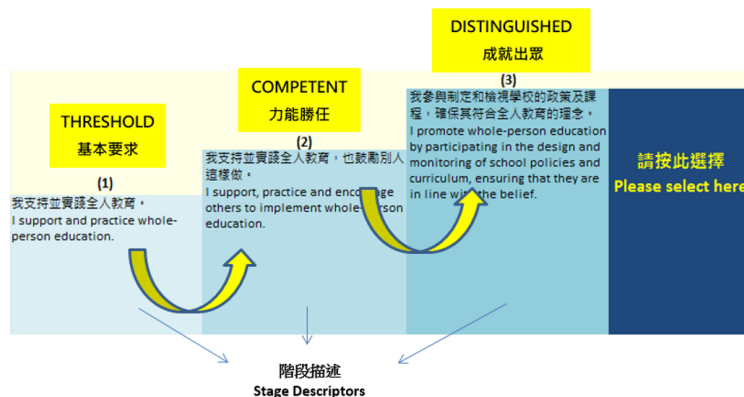 THRESHOLD
基本要求
(1)
我支持並實踐全人教育。
I support and practice whole-
person education.
COMPETENT
力能勝任
(2)
我支持並實踐全人教育，也鼓勵別人
這樣做。
I support, practice and encourage
others to implement whole-person
education.
DISTINGUISHED
成就出眾
(3)
我參與制定和檢視學校的政策及課
程，確保其符合全人教育的理念。
I promote whole-person education
by participating in the design and
monitoring of school policies and
curriculum, ensuring that they are
in line with the belief.
請按此選擇
Please select here
階段描述
Stage Descriptors